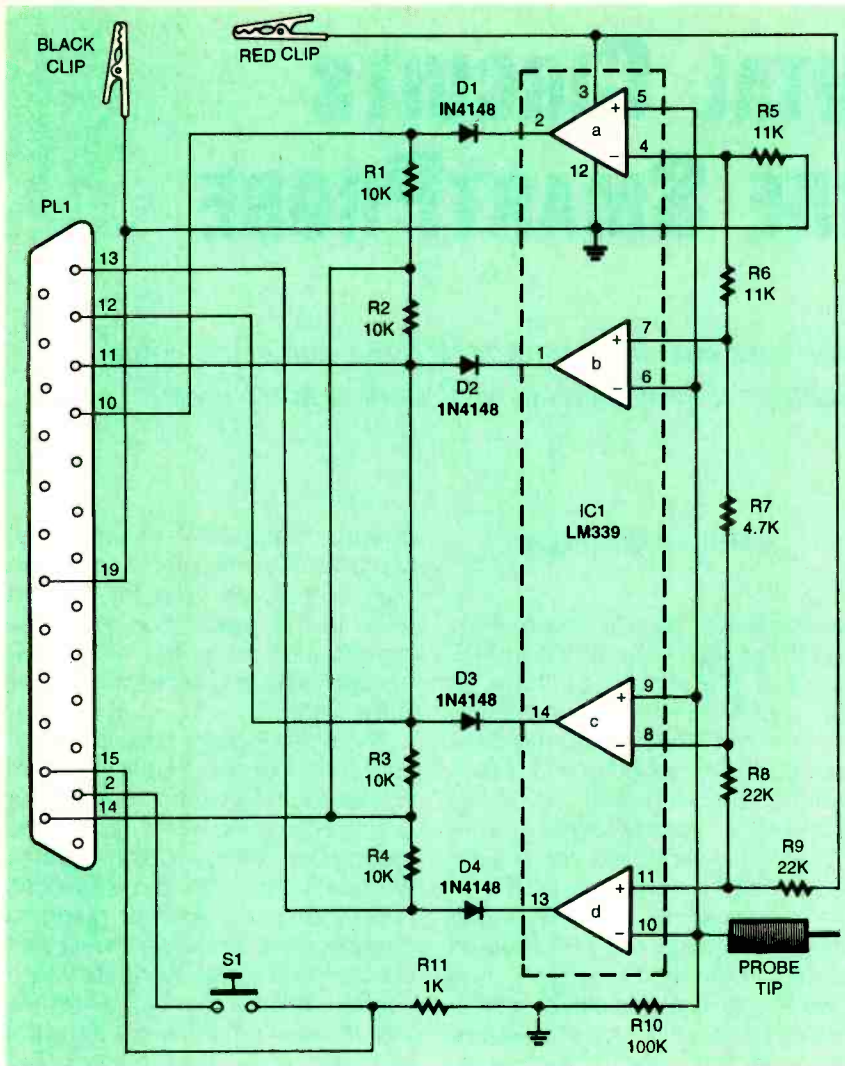 BLACK
CLIP
RED CLIP
D1
IN4148
3
5
+
2
a
4
−
12
R5
11K
R1
10K
PL1
13
R6
11K
12
R2
10K
7
+
11
D2
1N4148
1
b
6
−
10
IC1
LM339
R7
4.7K
19
D3
1N4148
9
+
14
c
8
−
15
R3
10K
R8
22K
2
14
R4
10K
D4
1N4148
R9
22K
11
+
13
d
10
−
PROBE
TIP
S1
R11
1K
R10
100K